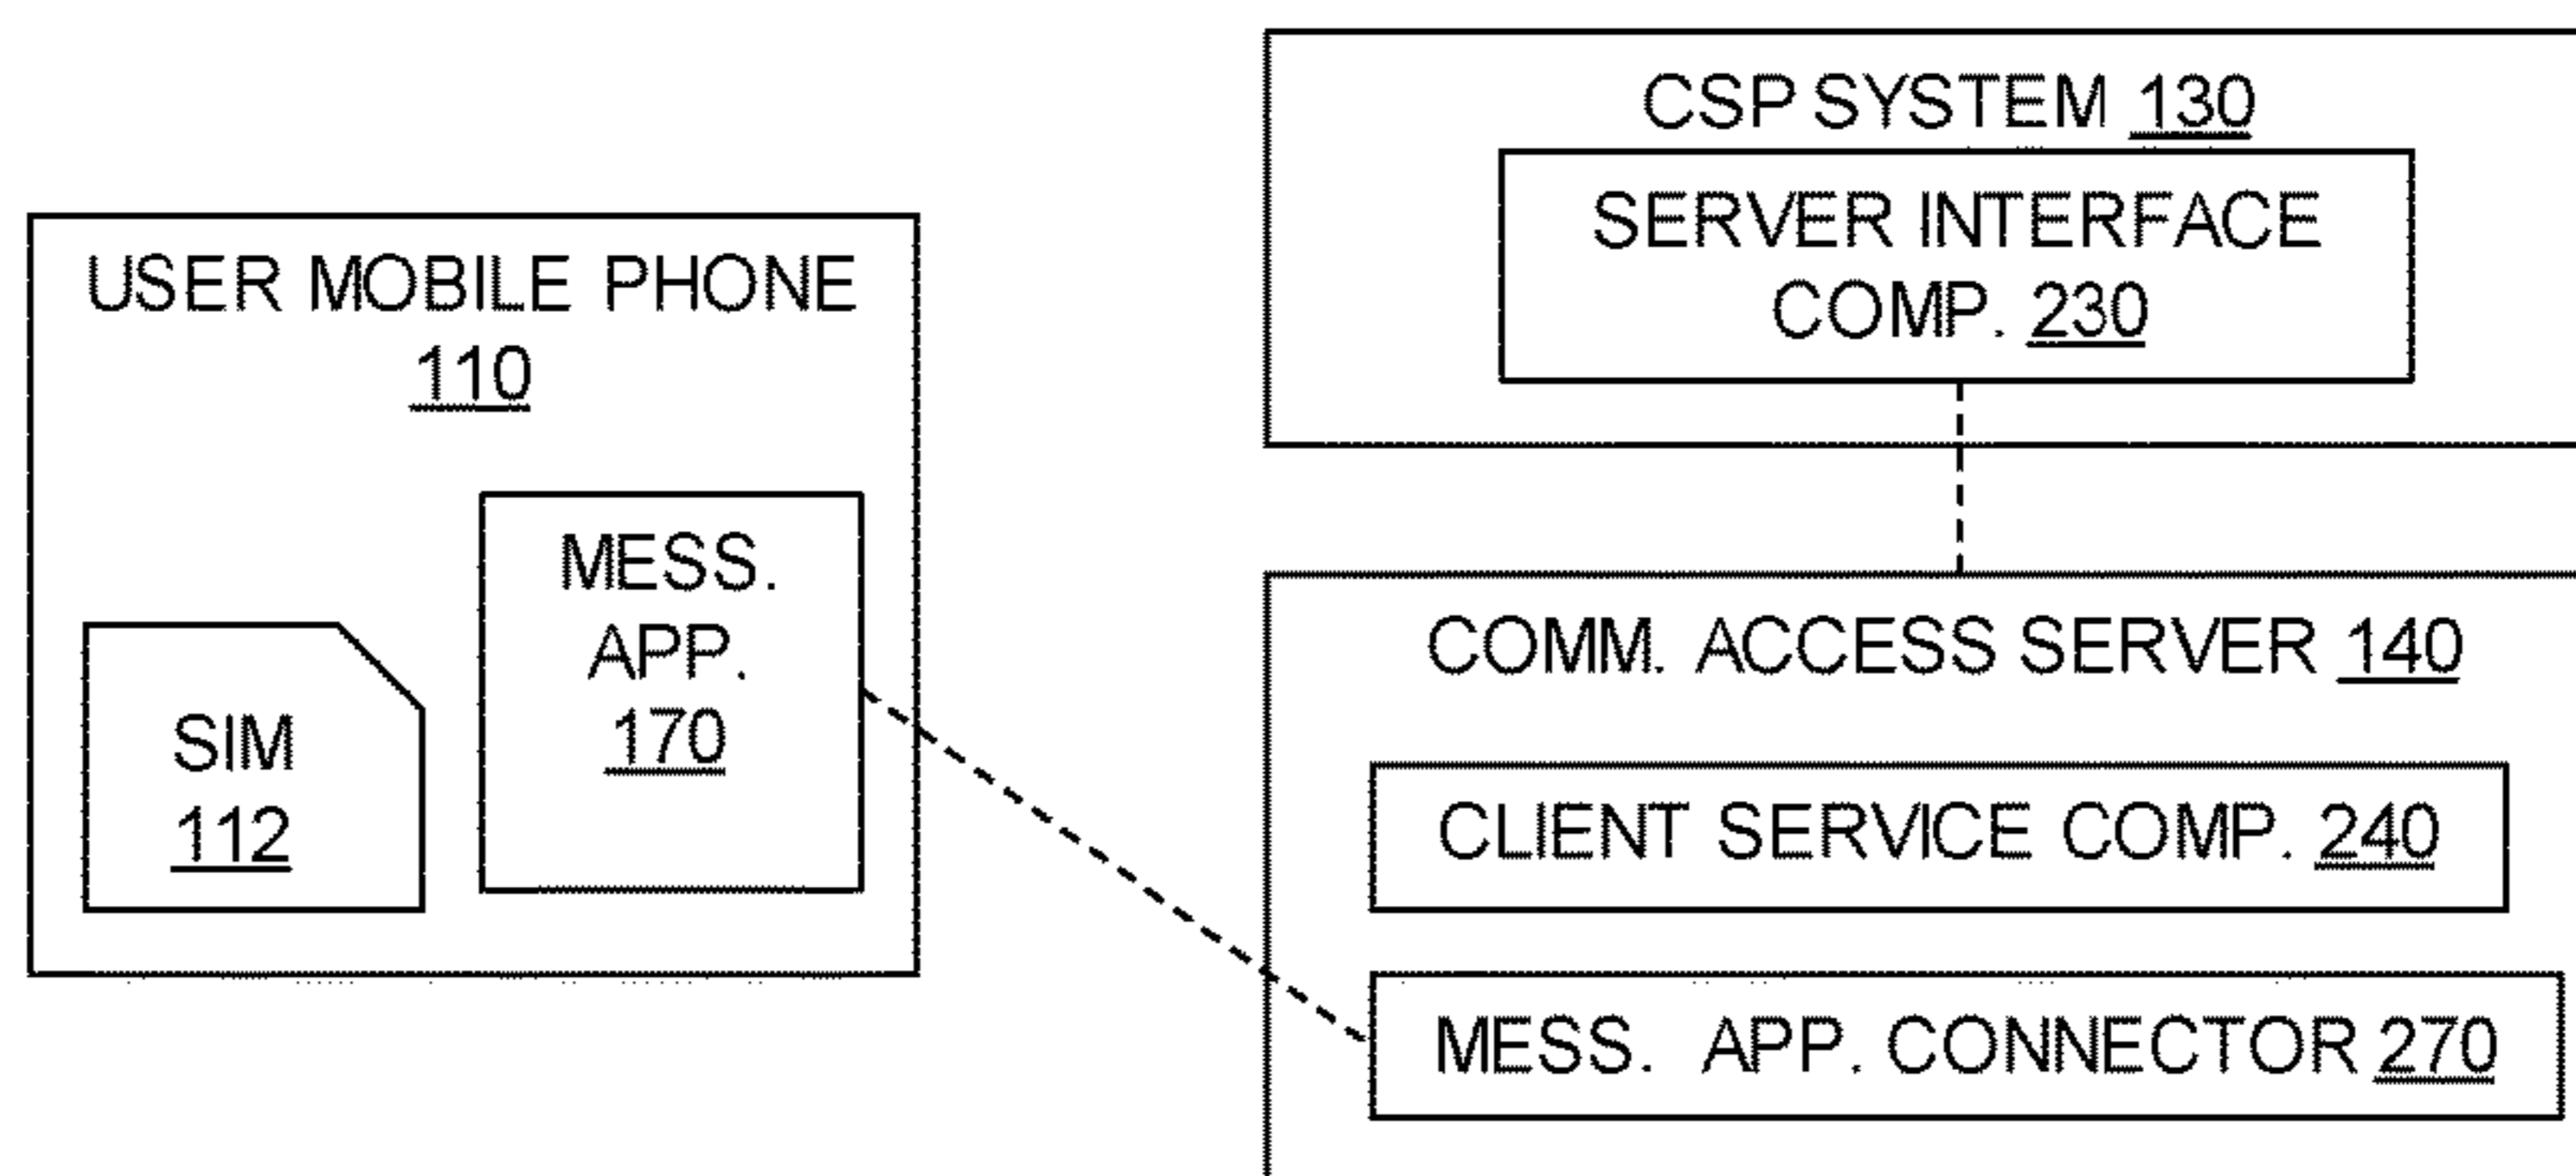 CSP SYSTEM 130
SERVER INTERFACE
COMP. 230
USER MOBILE PHONE
110
MESS.
APP.
170
SIM
112
COMM. ACCESS SERVER 140
CLIENT SERVICE COMP. 240
MESS. APP. CONNECTOR 270